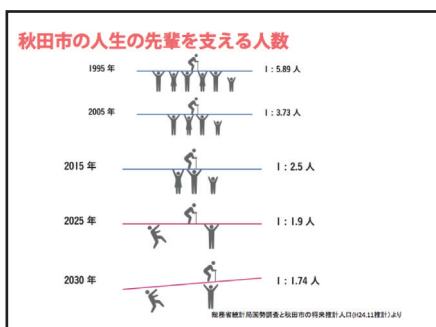 秋田市の人生の先輩を支える人数
1995 年
1 : 5.89 人
2005 年
1 : 3.73 人
2015 年
1 : 2.5 人
2025 年
1 : 1.9 人
2030 年
1 : 1.74 人
総務省統計局国勢調査と秋田市の将来推計人口(H24.11推計)より